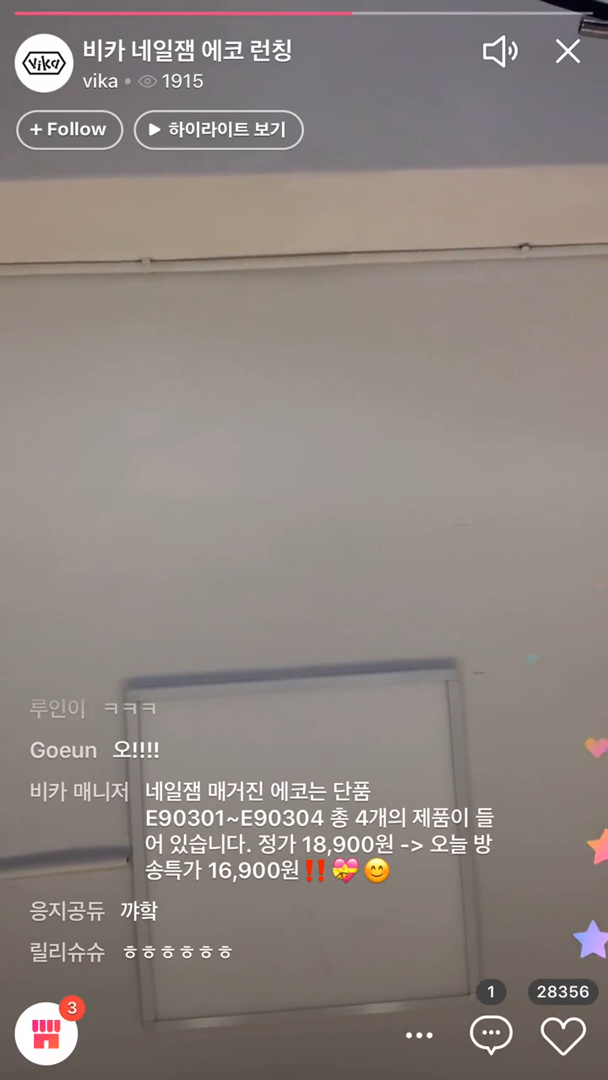 비카 네일잼 에코 런칭
vika
vika • 1915
+ Follow
하이라이트 보기
루인이 ㅋㅋㅋ
Goeun 오!!!!
비카 매니저 네일잼 매거진 에코는 단품
E90301~E90304 총 4개의 제품이 들
어 있습니다. 정가 18,900원 -> 오늘 방
송특가 16,900원‼️💝😊
응지공듀 꺄핰
릴리슈슈 ㅎㅎㅎㅎㅎㅎ
3
1
28356